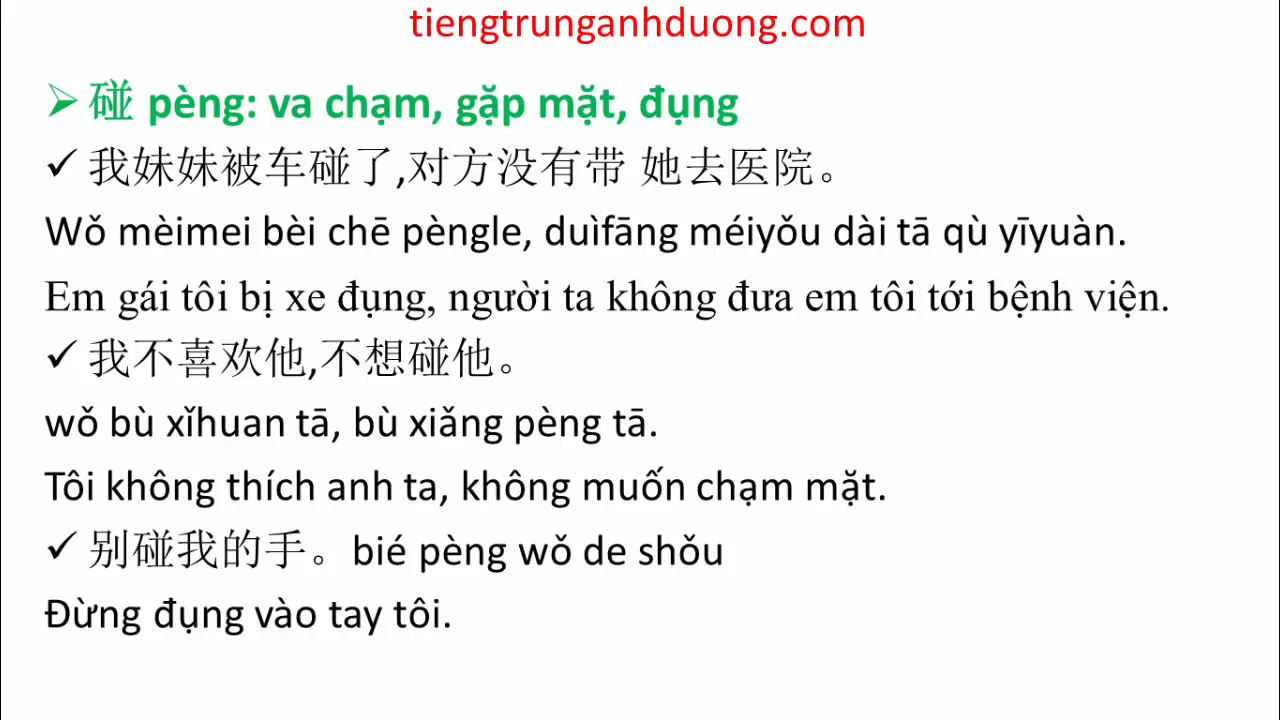 tiengtrunganhduong.com
➢ 碰 pèng: va chạm, gặp mặt, đụng
✓ 我妹妹被车碰了,对方没有带 她去医院。
Wǒ mèimei bèi chē pèngle, duìfāng méiyǒu dài tā qù yīyuàn.
Em gái tôi bị xe đụng, người ta không đưa em tôi tới bệnh viện.
✓ 我不喜欢他,不想碰他。
wǒ bù xǐhuan tā, bù xiǎng pèng tā.
Tôi không thích anh ta, không muốn chạm mặt.
✓ 别碰我的手。bié pèng wǒ de shǒu
Đừng đụng vào tay tôi.